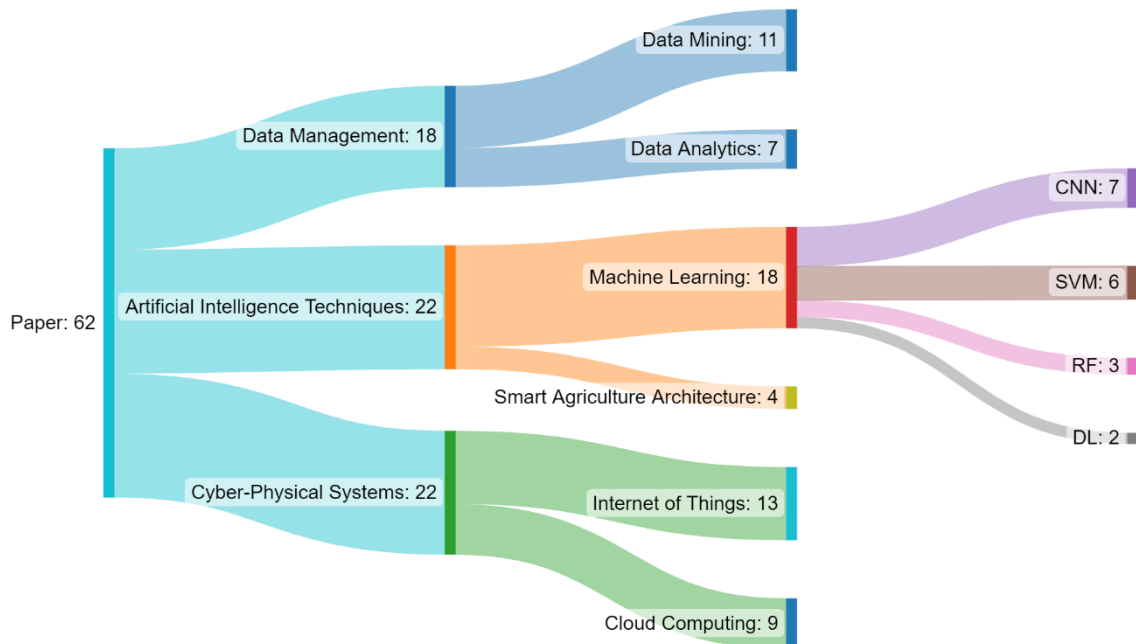 Paper: 62
Data Management: 18
Artificial Intelligence Techniques: 22
Cyber-Physical Systems: 22
Data Mining: 11
Data Analytics: 7
Machine Learning: 18
Smart Agriculture Architecture: 4
Internet of Things: 13
Cloud Computing: 9
CNN: 7
SVM: 6
RF: 3
DL: 2